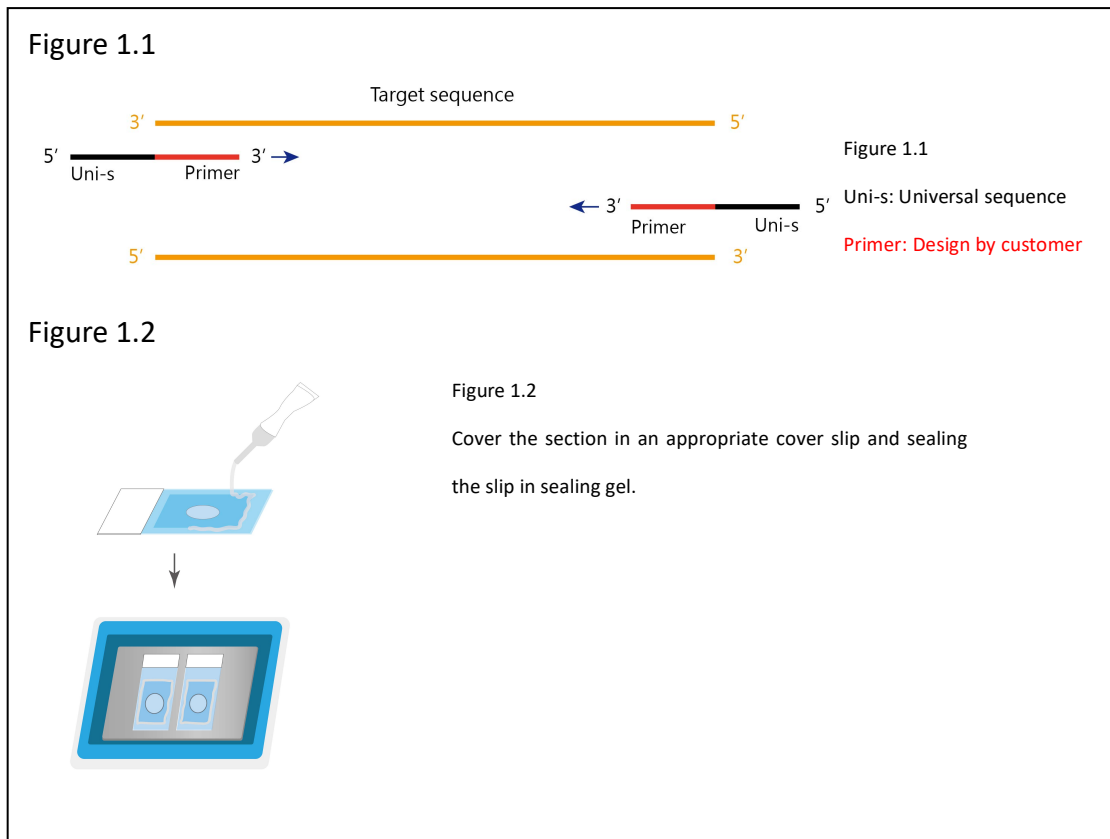 Figure 1.1
Target sequence
3’ 5’
5’ 3’
Uni-s Primer
3’ 5’
Primer Uni-s
5’ 3’
Figure 1.1
Uni-s: Universal sequence
Primer: Design by customer
Figure 1.2
Figure 1.2
Cover the section in an appropriate cover slip and sealing
the slip in sealing gel.